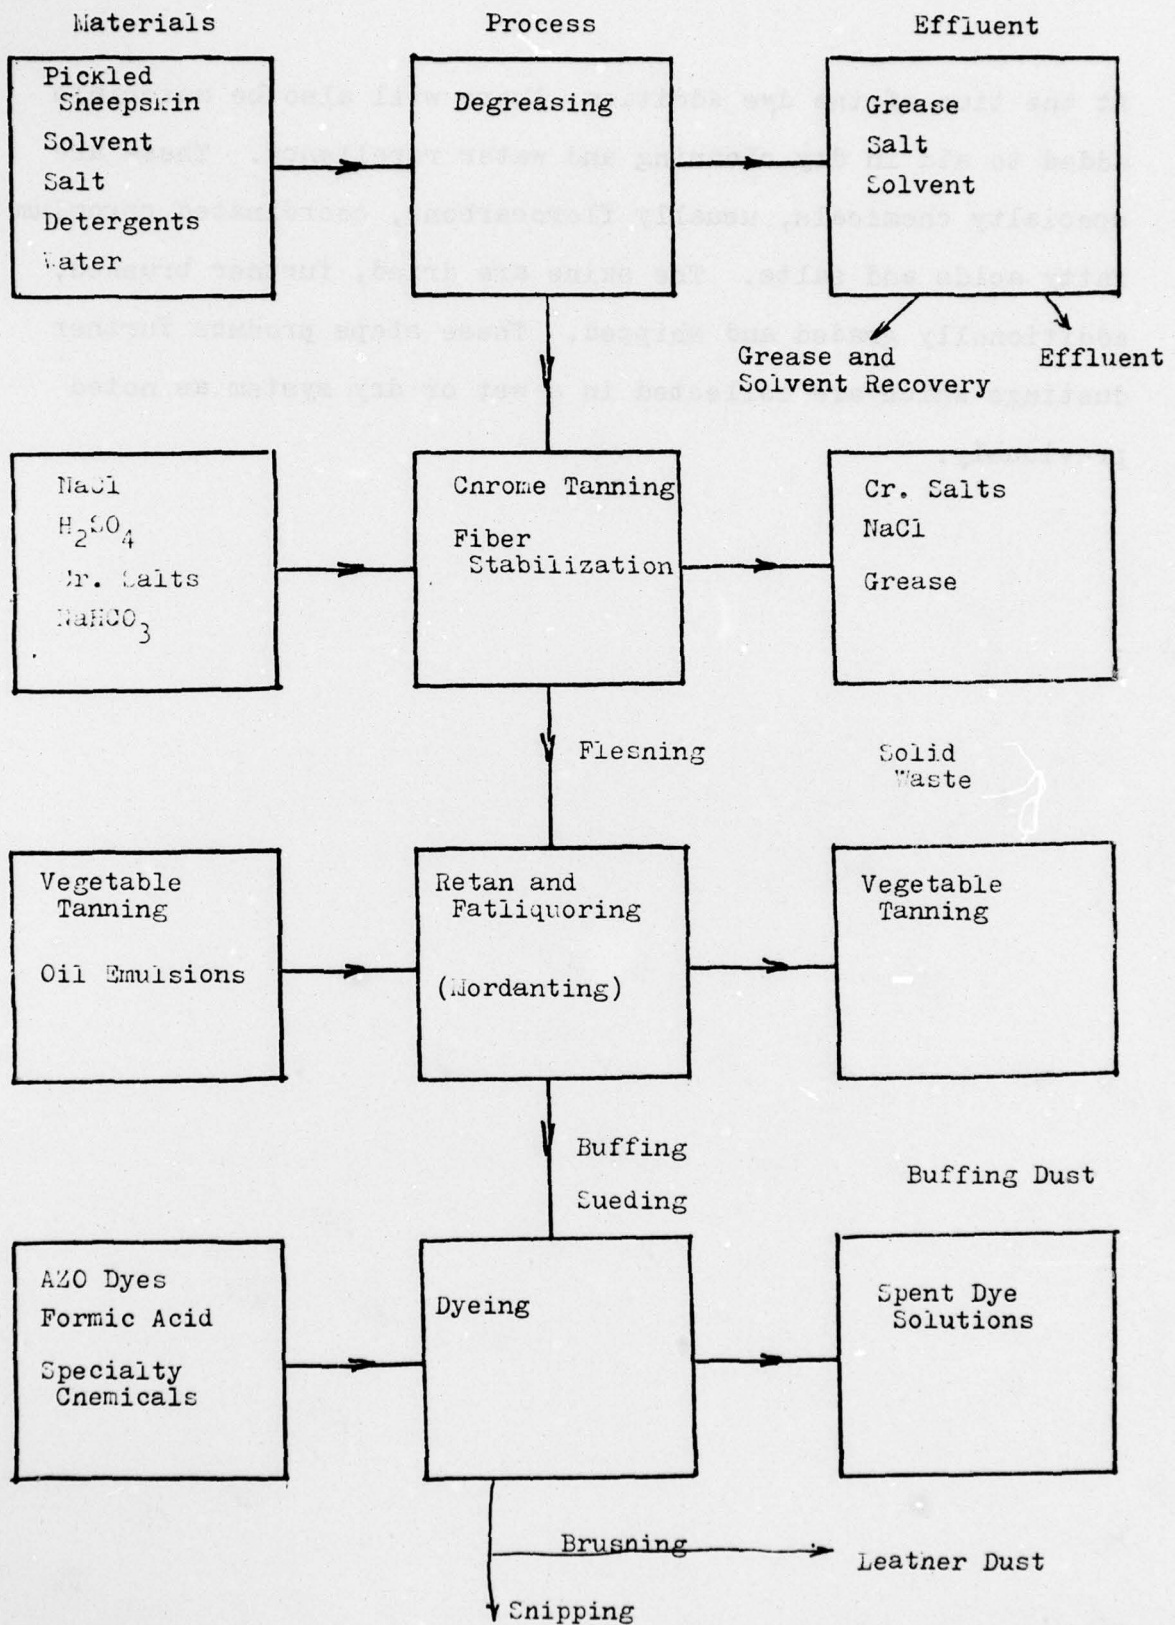 Materials
Process
Effluent
Pickled
Sheepskin
Solvent
Salt
Detergents
Water
Degreasing
Grease
Salt
Solvent
Grease and
Solvent Recovery
Effluent
NaCl
H₂SO₄
Cr. Salts
NaHCO₃
Chrome Tanning
Fiber
Stabilization
Cr. Salts
NaCl
Grease
Fleshing
Solid
Waste
Vegetable
Tanning
Oil Emulsions
Retan and
Fatliquoring
(Mordanting)
Vegetable
Tanning
Buffing
Sueding
Buffing Dust
AZO Dyes
Formic Acid
Specialty
Chemicals
Dyeing
Spent Dye
Solutions
Brushing
Leather Dust
Shipping